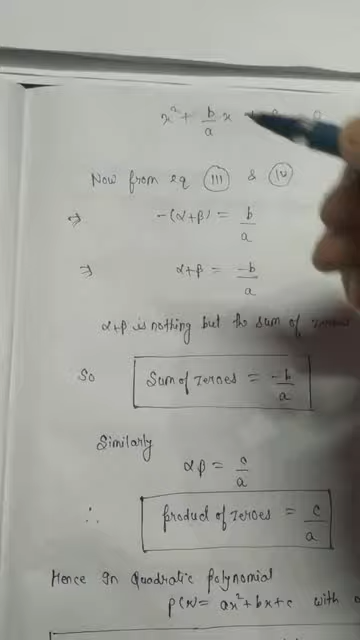 x² + b/a x +
Now from eq (III) & (IV)
⇒ -(α+β) = b/a
⇒ α+β = -b/a
α+β is nothing but the sum of zeroes
So Sum of zeroes = -b/a
Similarly
αβ = c/a
∴ product of zeroes = c/a
Hence In Quadratic polynomial
P(x) = ax²+bx+c with